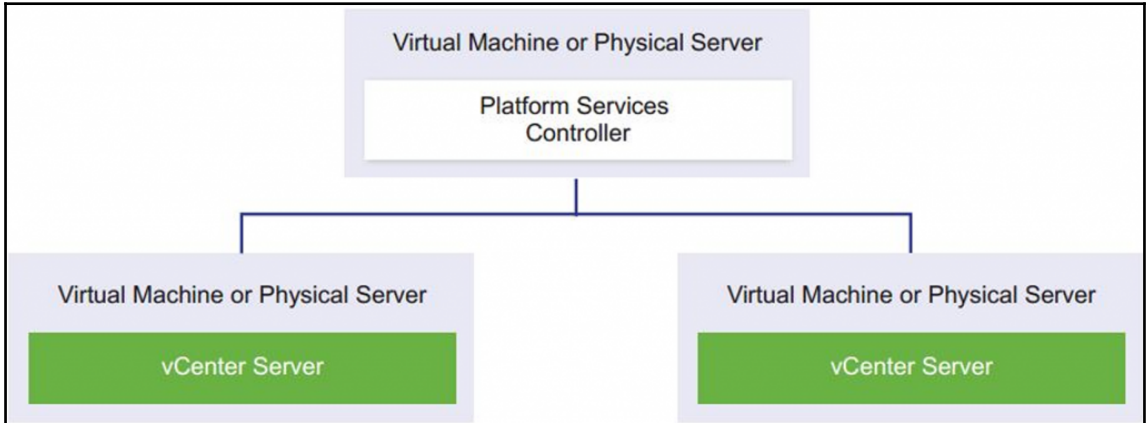 Virtual Machine or Physical Server
Platform Services
Controller
Virtual Machine or Physical Server
vCenter Server
Virtual Machine or Physical Server
vCenter Server